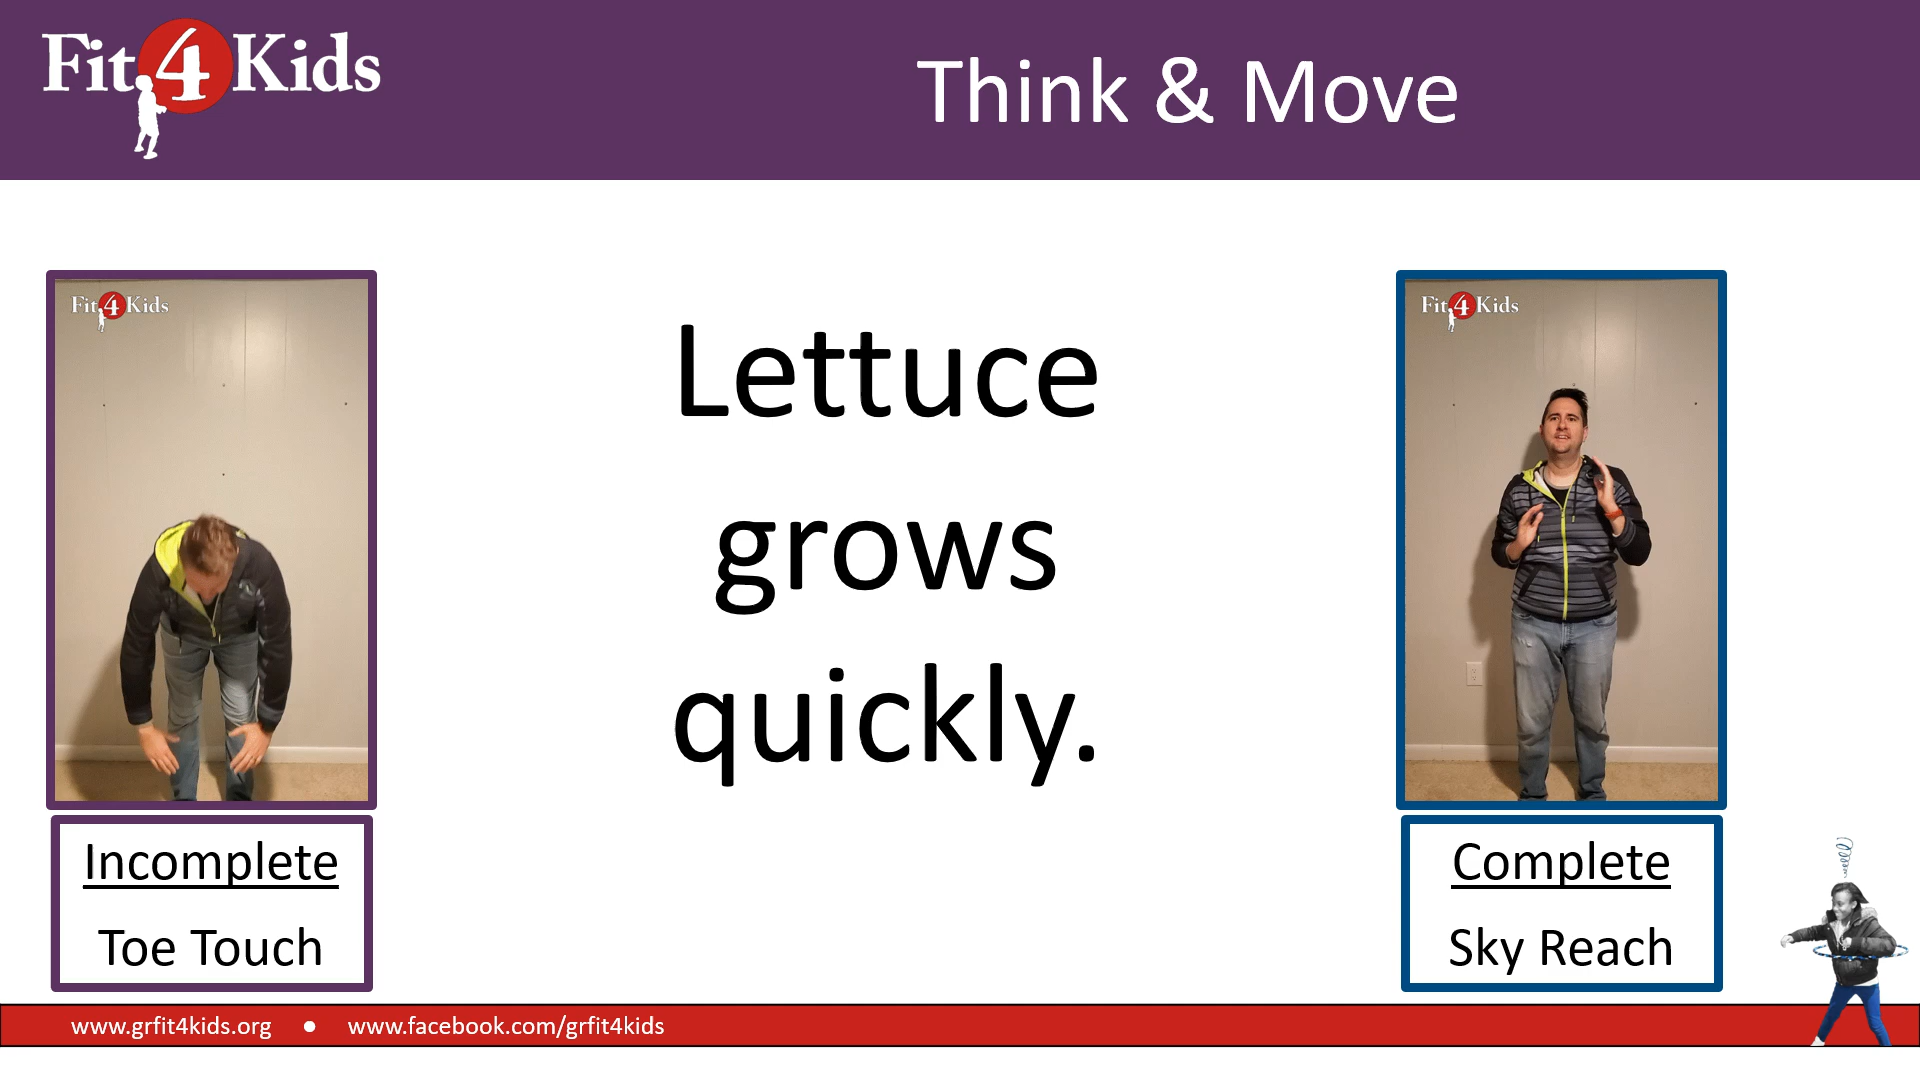 Fit 4 Kids
Think & Move
Fit 4 Kids
Fit 4 Kids
Lettuce
grows
quickly.
Incomplete
Toe Touch
Complete
Sky Reach
www.grfit4kids.org • www.facebook.com/grfit4kids